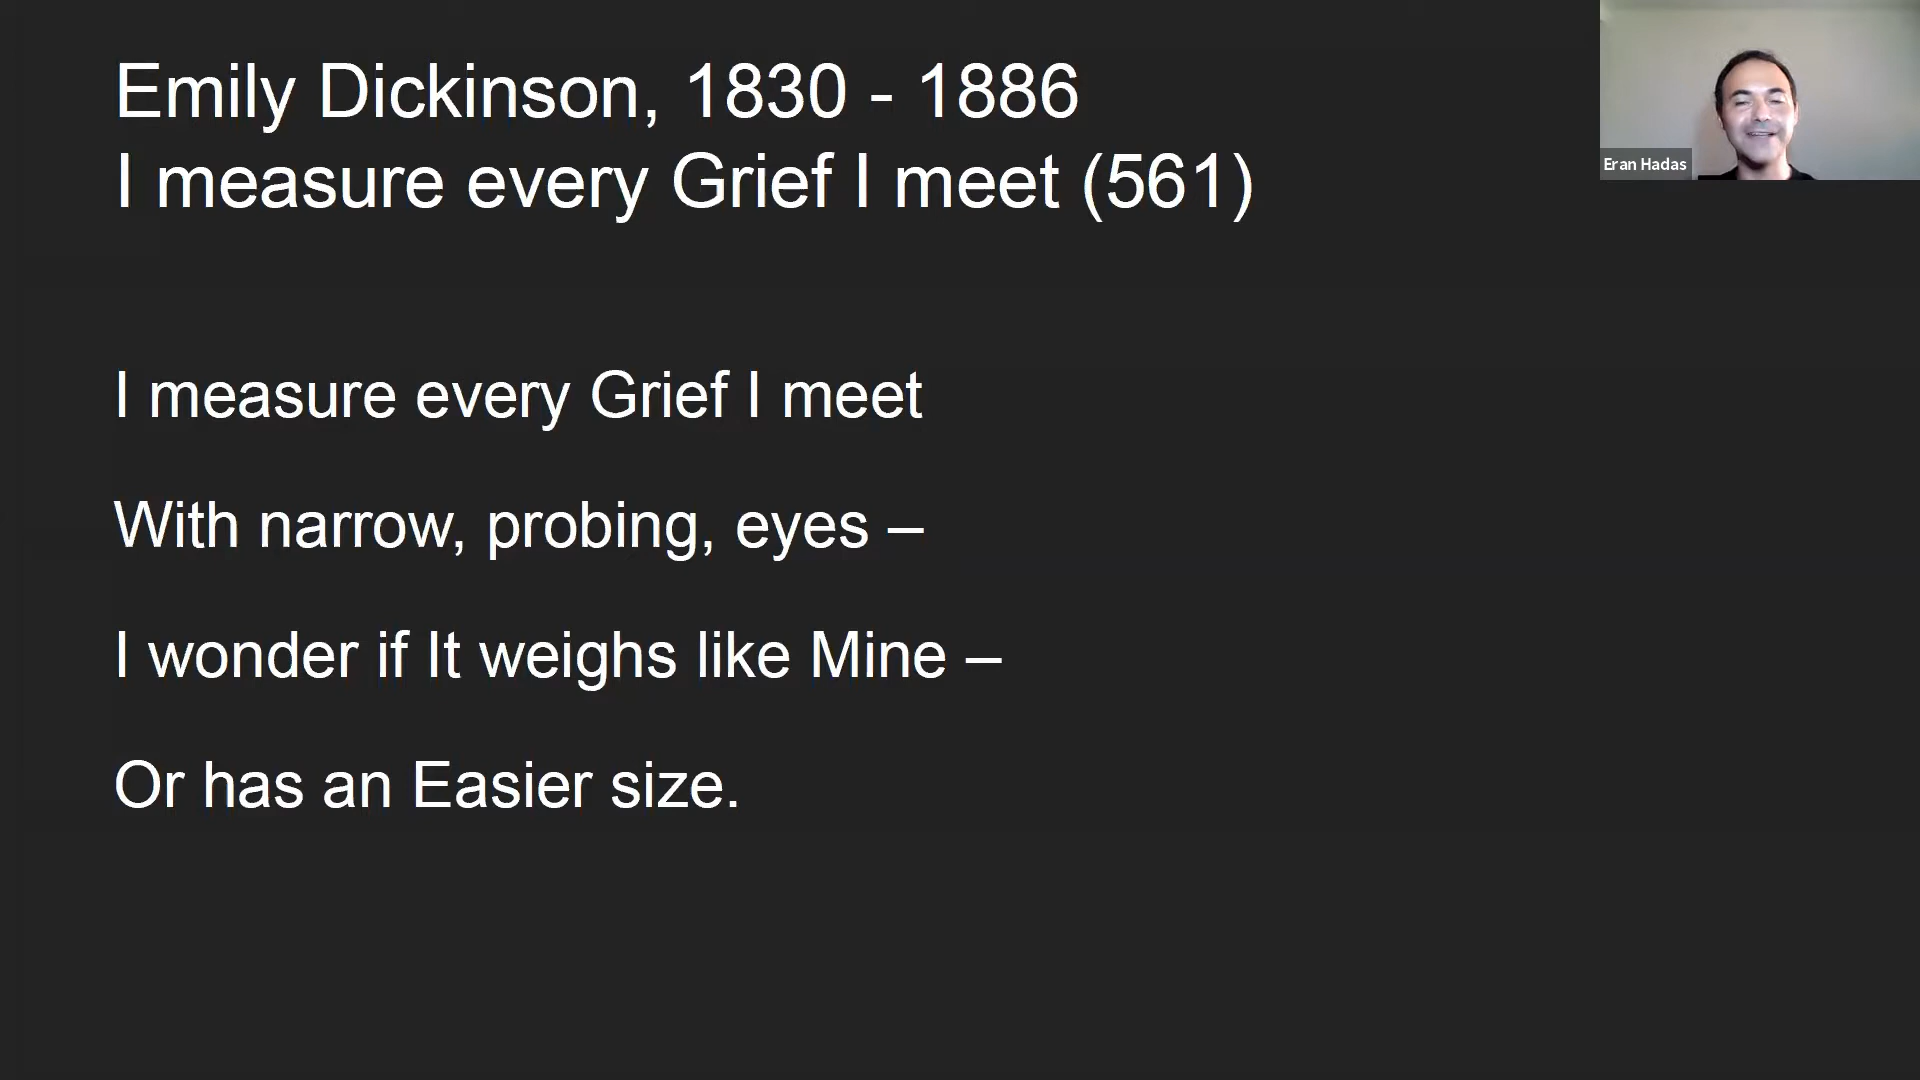 Emily Dickinson, 1830 - 1886
I measure every Grief I meet (561)
Eran Hadas
I measure every Grief I meet
With narrow, probing, eyes –
I wonder if It weighs like Mine –
Or has an Easier size.